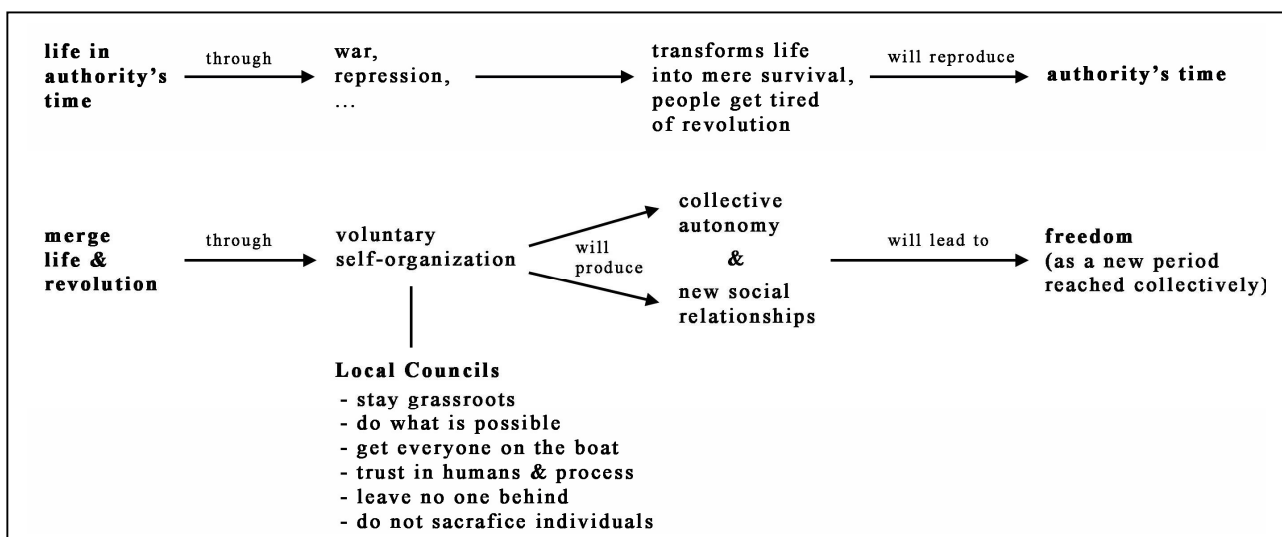 life in
authority's
time
through
war,
repression,
...
transforms life
into mere survival,
people get tired
of revolution
will reproduce
authority's time
merge
life &
revolution
through
voluntary
self-organization
will
produce
collective
autonomy
&
new social
relationships
will lead to
freedom
(as a new period
reached collectively)
Local Councils
- stay grassroots
- do what is possible
- get everyone on the boat
- trust in humans & process
- leave no one behind
- do not sacrafice individuals